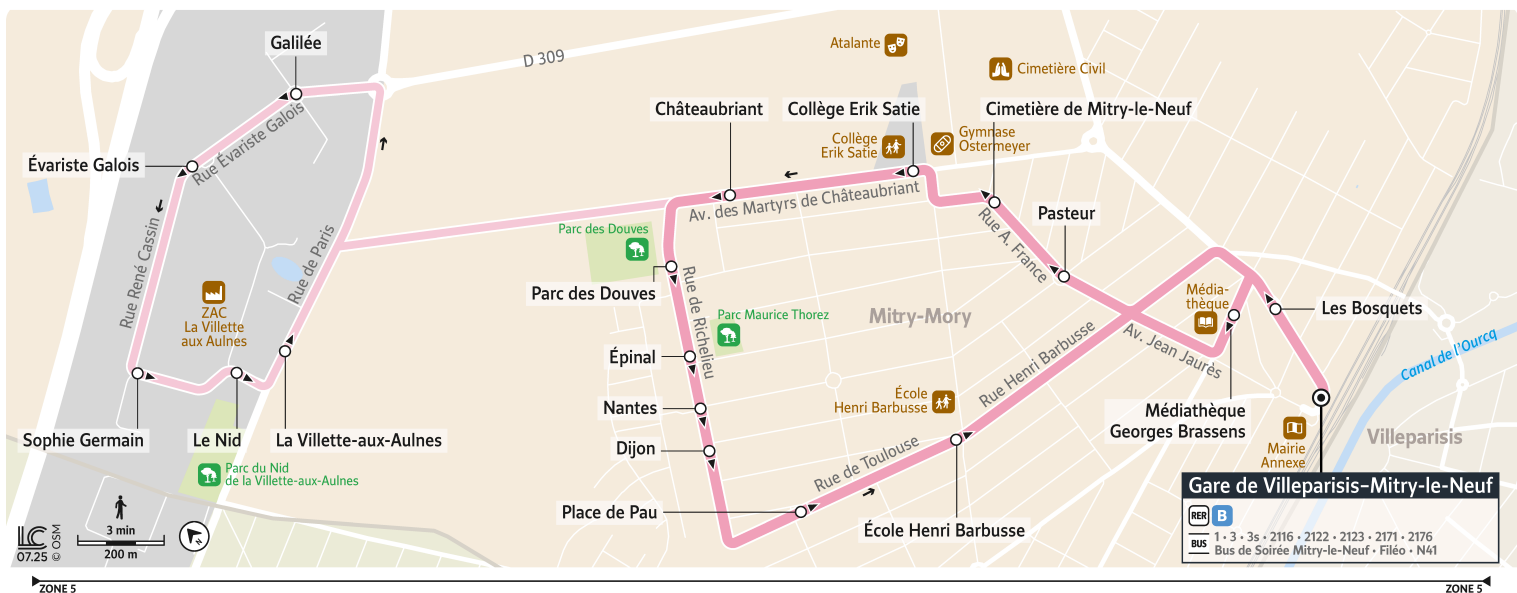 Galilée
D 309
Atalante
Cimetière Civil
Châteaubriant
Collège Erik Satie
Cimetière de Mitry-le-Neuf
Collège
Erik Satie
Gymnase
Ostermeyer
Évariste Galois
Rue Évariste Galois
Av. des Martyrs de Châteaubriant
Rue A. France
Pasteur
Parc des Douves
Parc des Douves
Rue René Cassin
Rue de Paris
Rue de Richelieu
ZAC
La Villette
aux Aulnes
Parc Maurice Thorez
Mitry-Mory
Média-
thèque
Les Bosquets
Av. Jean Jaurès
Rue Henri Barbusse
Canal de l'Ourcq
Épinal
École
Henri Barbusse
Nantes
Dijon
Médiathèque
Georges Brassens
Villeparisis
Mairie
Annexe
Sophie Germain
Le Nid
La Villette-aux-Aulnes
Parc du Nid
de la Villette-aux-Aulnes
Rue de Toulouse
Place de Pau
École Henri Barbusse
Gare de Villeparisis–Mitry-le-Neuf
RER B
BUS
1 • 3 • 3s • 2116 • 2122 • 2123 • 2171 • 2176
Bus de Soirée Mitry-le-Neuf • Filéo • N41
3 min
200 m
N
LC
07.25
© OSM
ZONE 5
ZONE 5